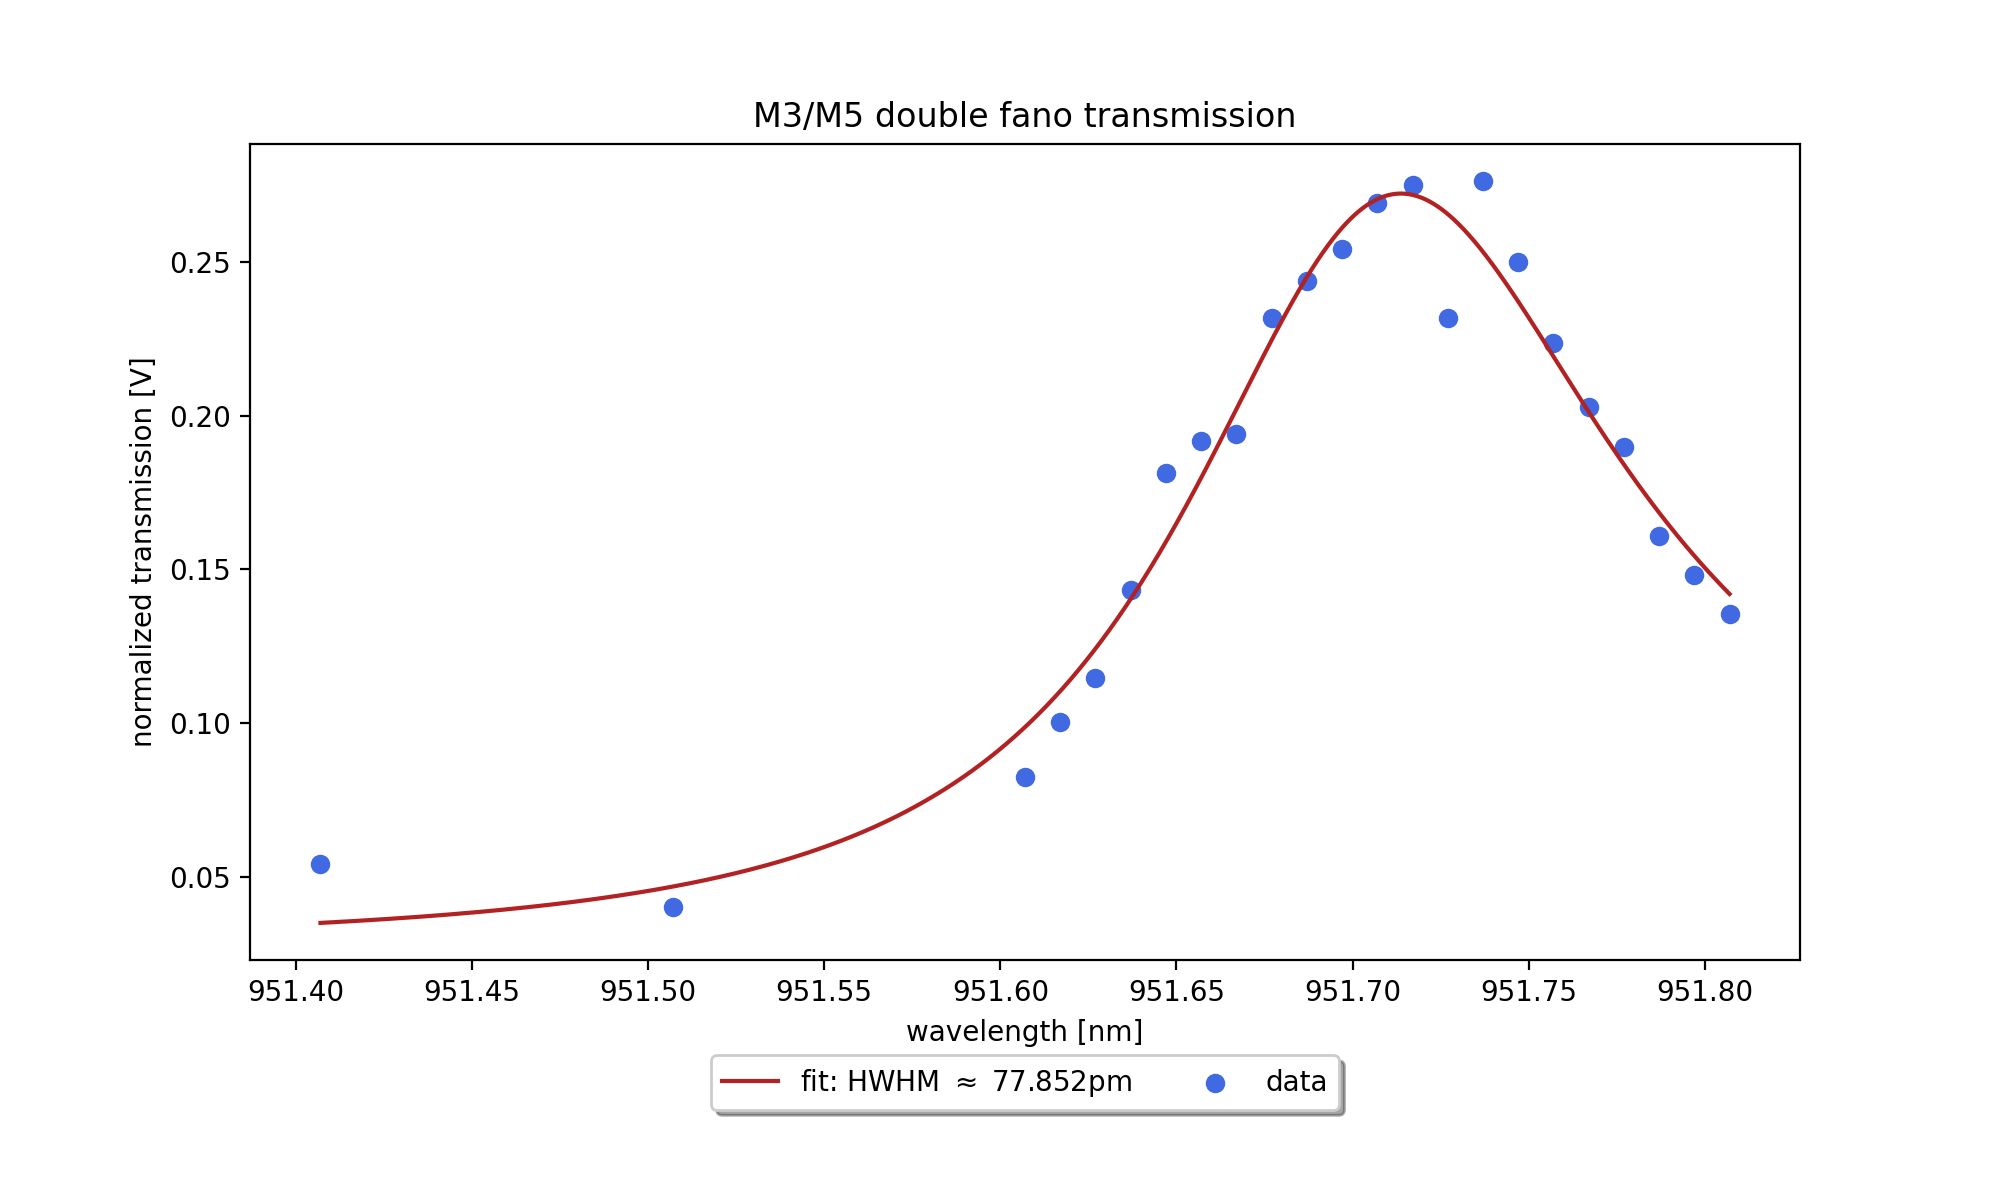 M3/M5 double fano transmission
normalized transmission [V]
0.25
0.20
0.15
0.10
0.05
951.40 951.45 951.50 951.55 951.60 951.65 951.70 951.75 951.80
wavelength [nm]
fit: HWHM ≈ 77.852pm data